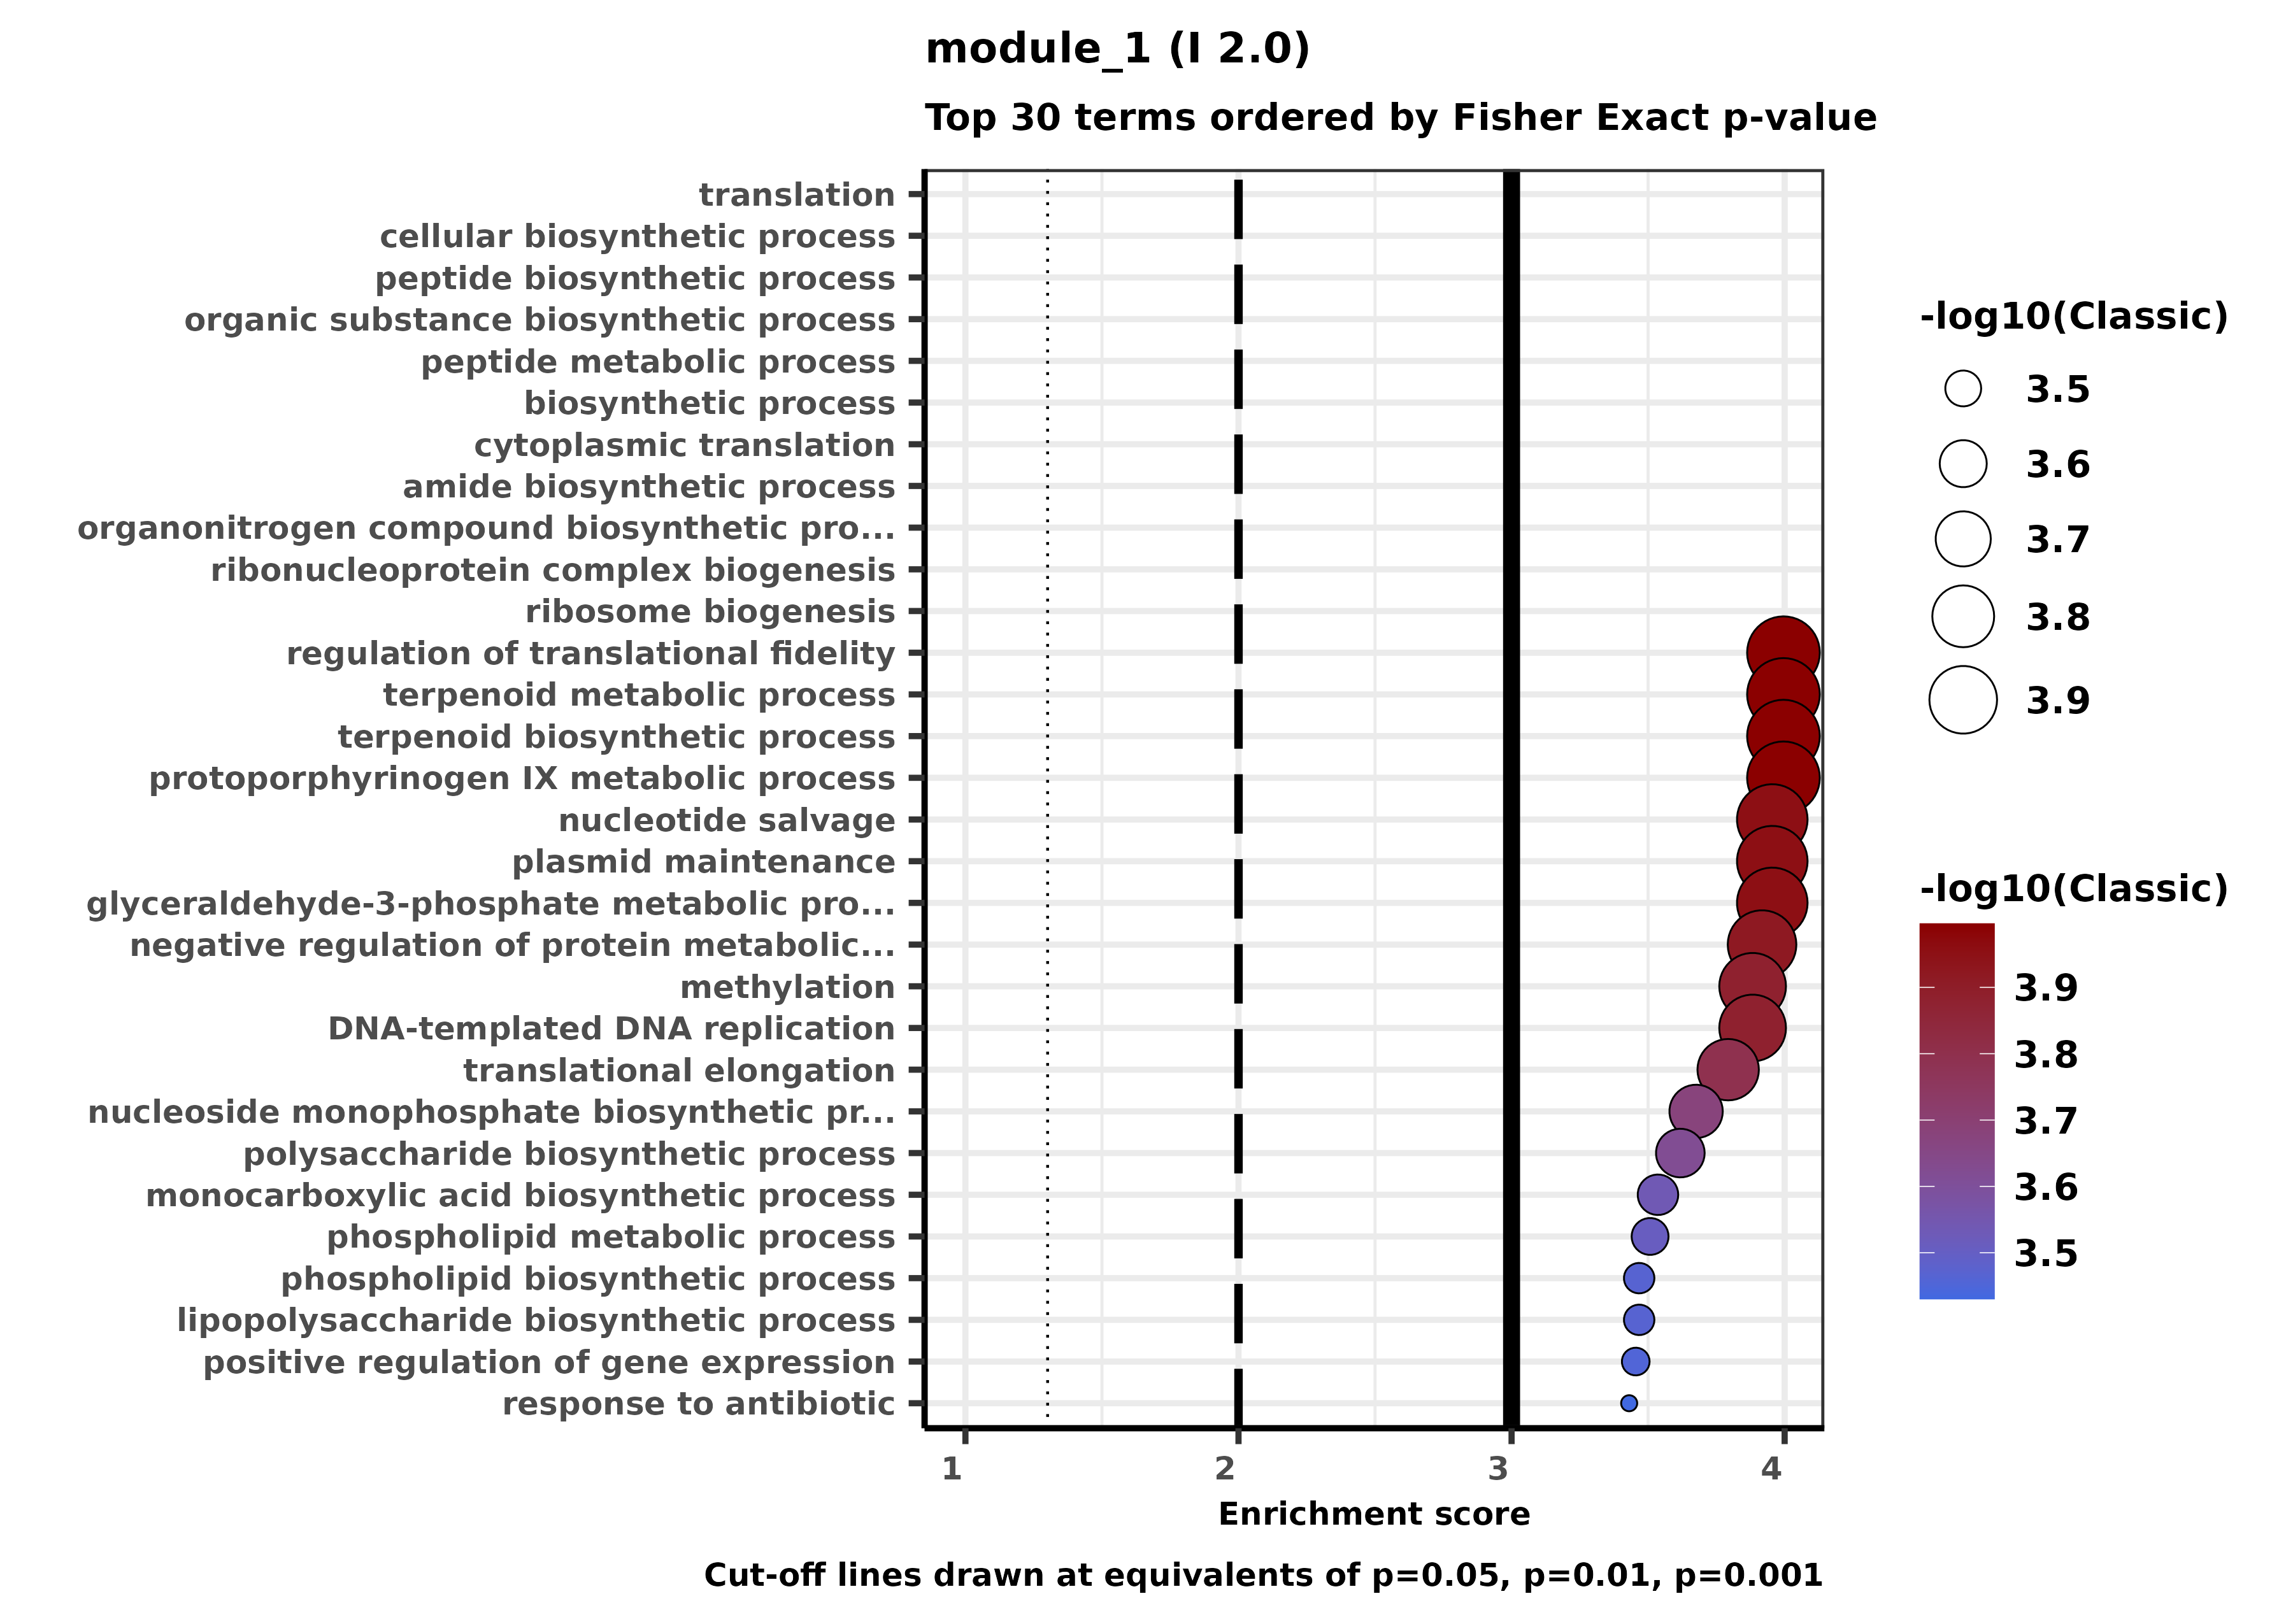 module_1 (I 2.0)
Top 30 terms ordered by Fisher Exact p-value
translation
cellular biosynthetic process
peptide biosynthetic process
organic substance biosynthetic process
peptide metabolic process
biosynthetic process
cytoplasmic translation
amide biosynthetic process
organonitrogen compound biosynthetic pro...
ribonucleoprotein complex biogenesis
ribosome biogenesis
regulation of translational fidelity
terpenoid metabolic process
terpenoid biosynthetic process
protoporphyrinogen IX metabolic process
nucleotide salvage
plasmid maintenance
glyceraldehyde-3-phosphate metabolic pro...
negative regulation of protein metabolic...
methylation
DNA-templated DNA replication
translational elongation
nucleoside monophosphate biosynthetic pr...
polysaccharide biosynthetic process
monocarboxylic acid biosynthetic process
phospholipid metabolic process
phospholipid biosynthetic process
lipopolysaccharide biosynthetic process
positive regulation of gene expression
response to antibiotic
1 2 3 4
Enrichment score
Cut-off lines drawn at equivalents of p=0.05, p=0.01, p=0.001
-log10(Classic)
3.5
3.6
3.7
3.8
3.9
-log10(Classic)
3.9
3.8
3.7
3.6
3.5